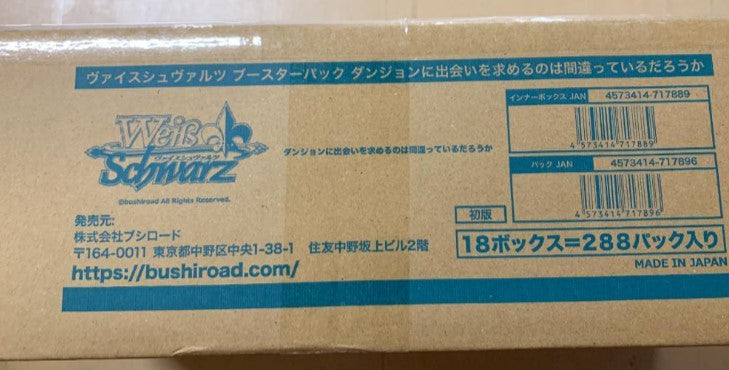 ヴァイスシュヴァルツ ブースターパック ダンジョンに出会いを求めるのは間違っているだろうか
Weiß
ヴァイスシュヴァルツ
Schwarz
©bushiroad All Rights Reserved.
ダンジョンに出会いを求めるのは間違っているだろうか
インナーボックス JAN 4573414-717889
4 573414 717889
パック JAN 4573414-717896
4 573414 717896
初版
18ボックス=288パック入り
MADE IN JAPAN
発売元:
株式会社ブシロード
〒164-0011 東京都中野区中央1-38-1 住友中野坂上ビル2階
https://bushiroad.com/